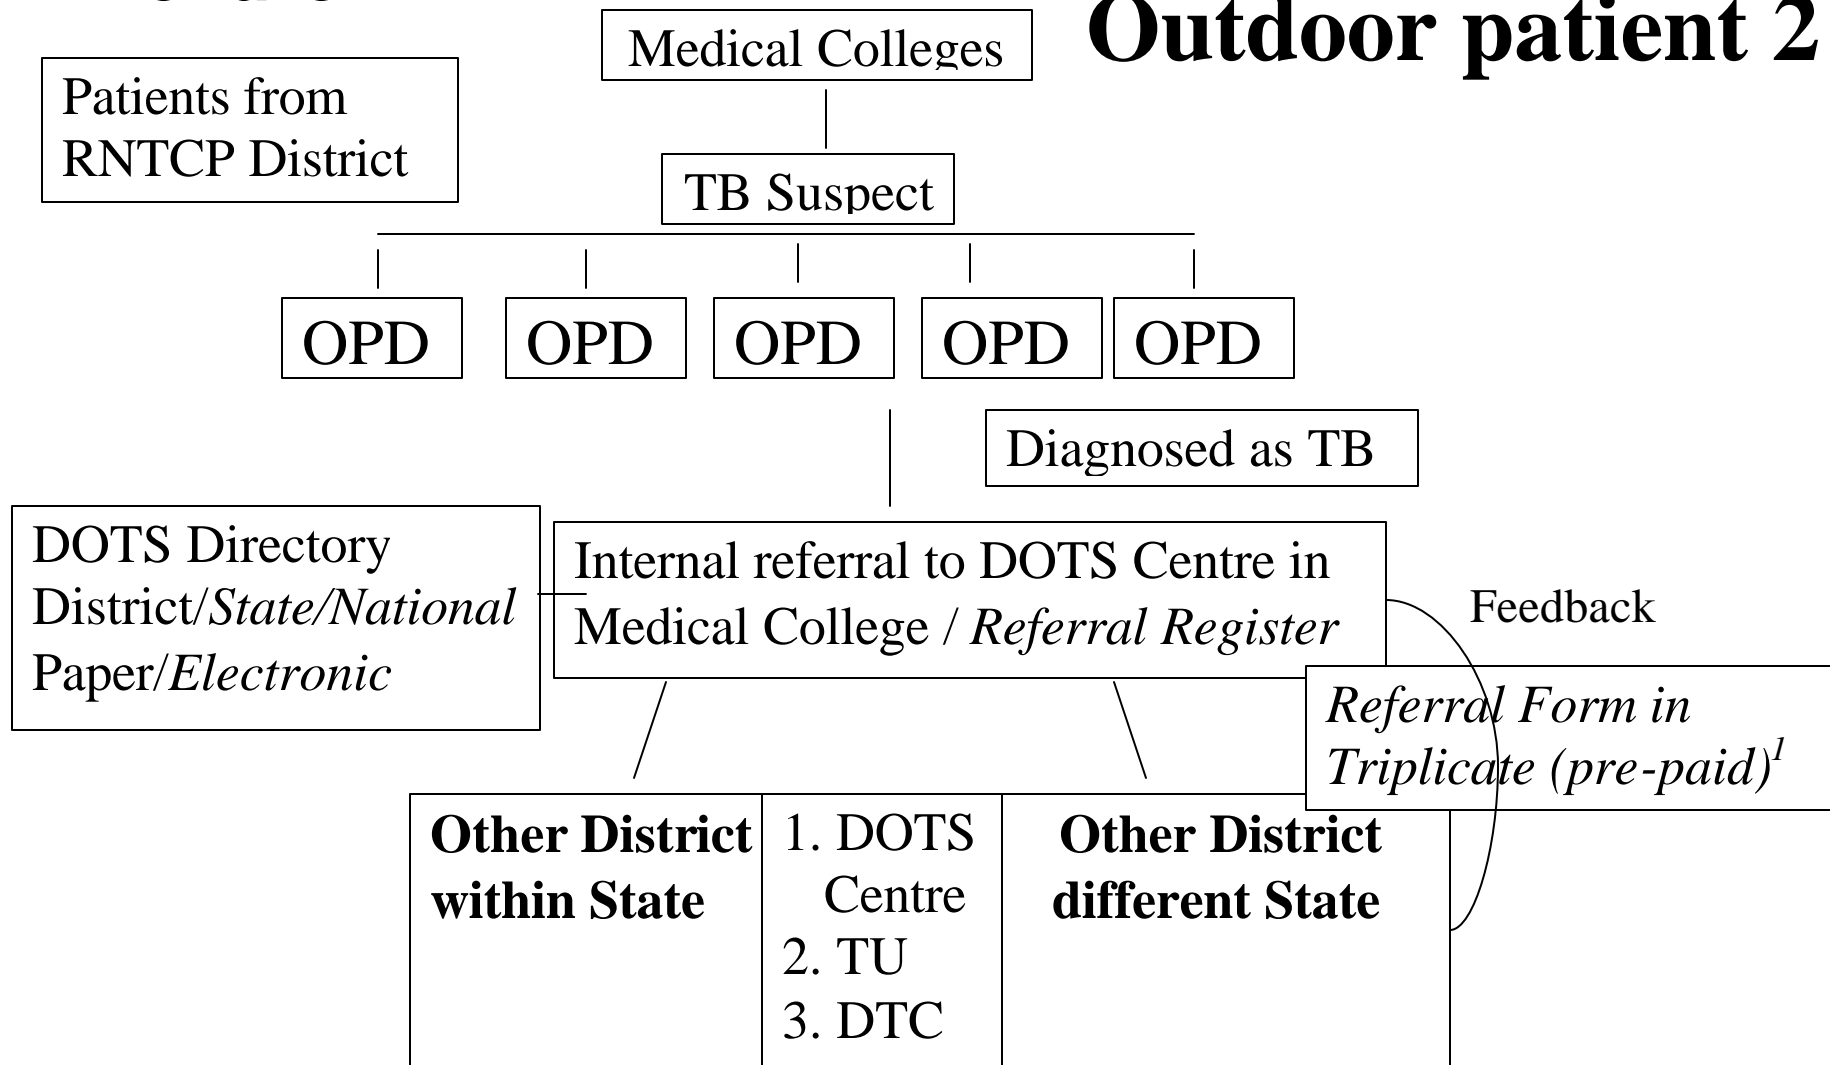 Outdoor patient 2
Medical Colleges
Patients from
RNTCP District
TB Suspect
OPD OPD OPD OPD OPD
Diagnosed as TB
DOTS Directory
District/State/National
Paper/Electronic
Internal referral to DOTS Centre in
Medical College / Referral Register
Feedback
Referral Form in
Triplicate (pre-paid)¹
Other District
within State
1. DOTS
Centre
2. TU
3. DTC
Other District
different State